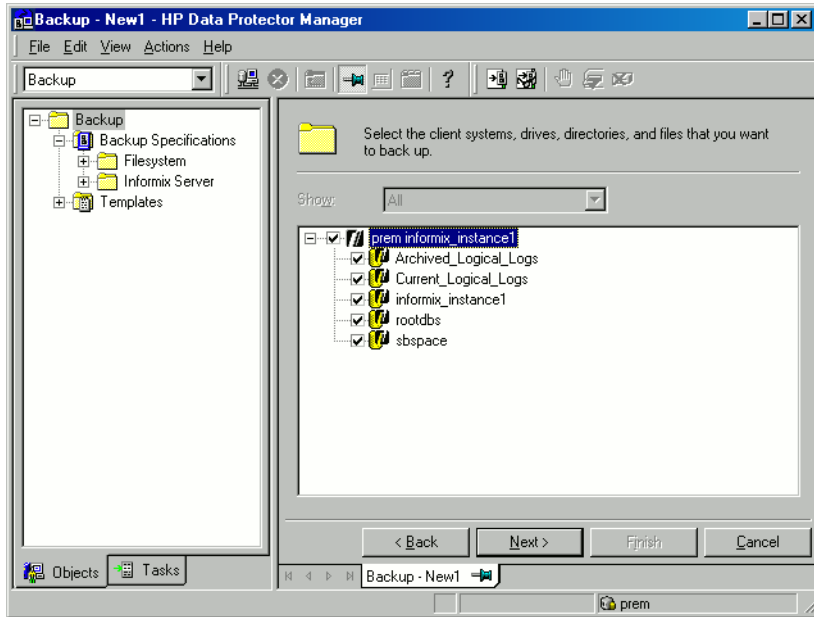 Backup - New1 - HP Data Protector Manager
File Edit View Actions Help
Backup
Backup
Backup Specifications
Filesystem
Informix Server
Templates
Select the client systems, drives, directories, and files that you want
to back up.
Show:
All
prem informix_instance1
Archived_Logical_Logs
Current_Logical_Logs
informix_instance1
rootdbs
sbspace
< Back
Next >
Finish
Cancel
Objects
Tasks
Backup - New1
prem